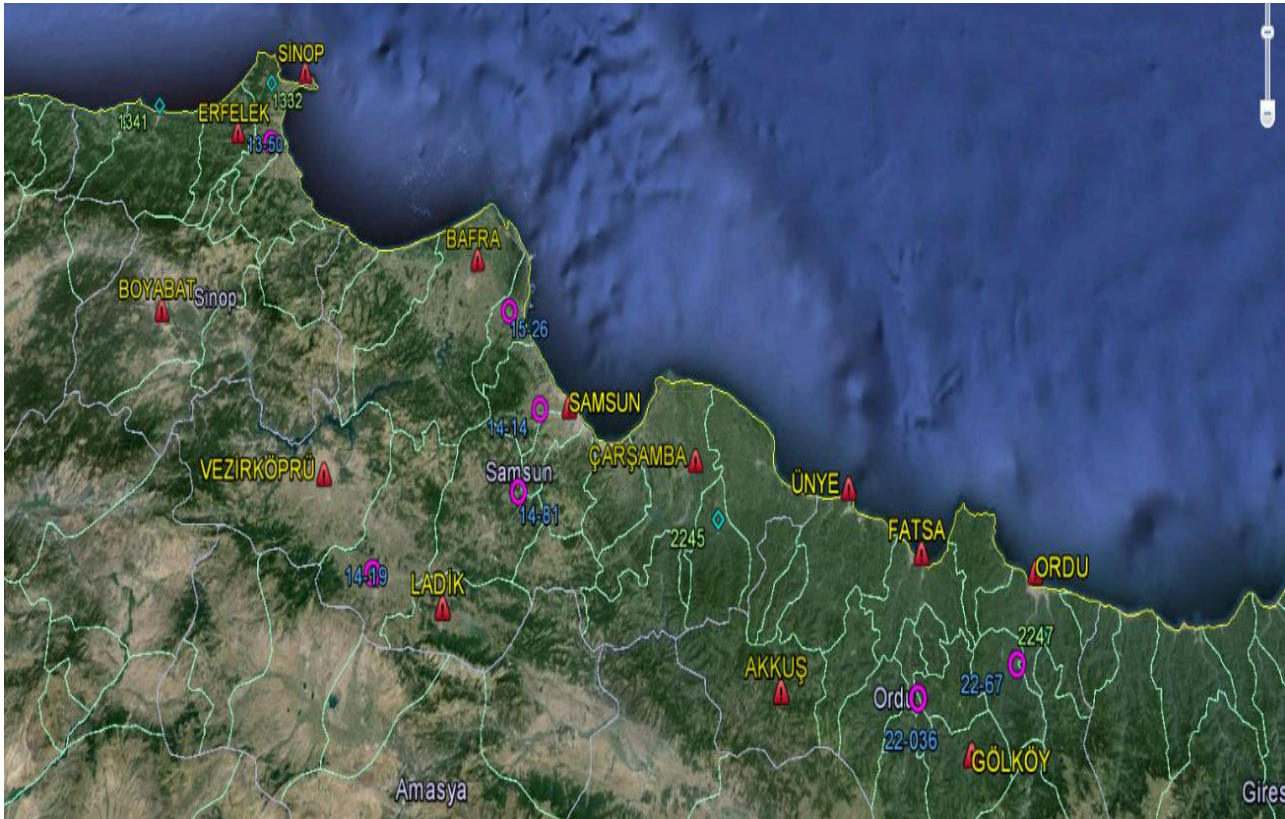 SİNOP
1332
1341
ERFELEK
13-50
BAFRA
BOYABAT
Sinop
15-26
SAMSUN
14-14
ÇARŞAMBA
VEZİRKÖPRÜ
Samsun
ÜNYE
14-81
2245
FATSA
14-19
LADİK
ORDU
2247
AKKUŞ
22-67
Ordu
22-036
GÖLKÖY
Amasya
Gires